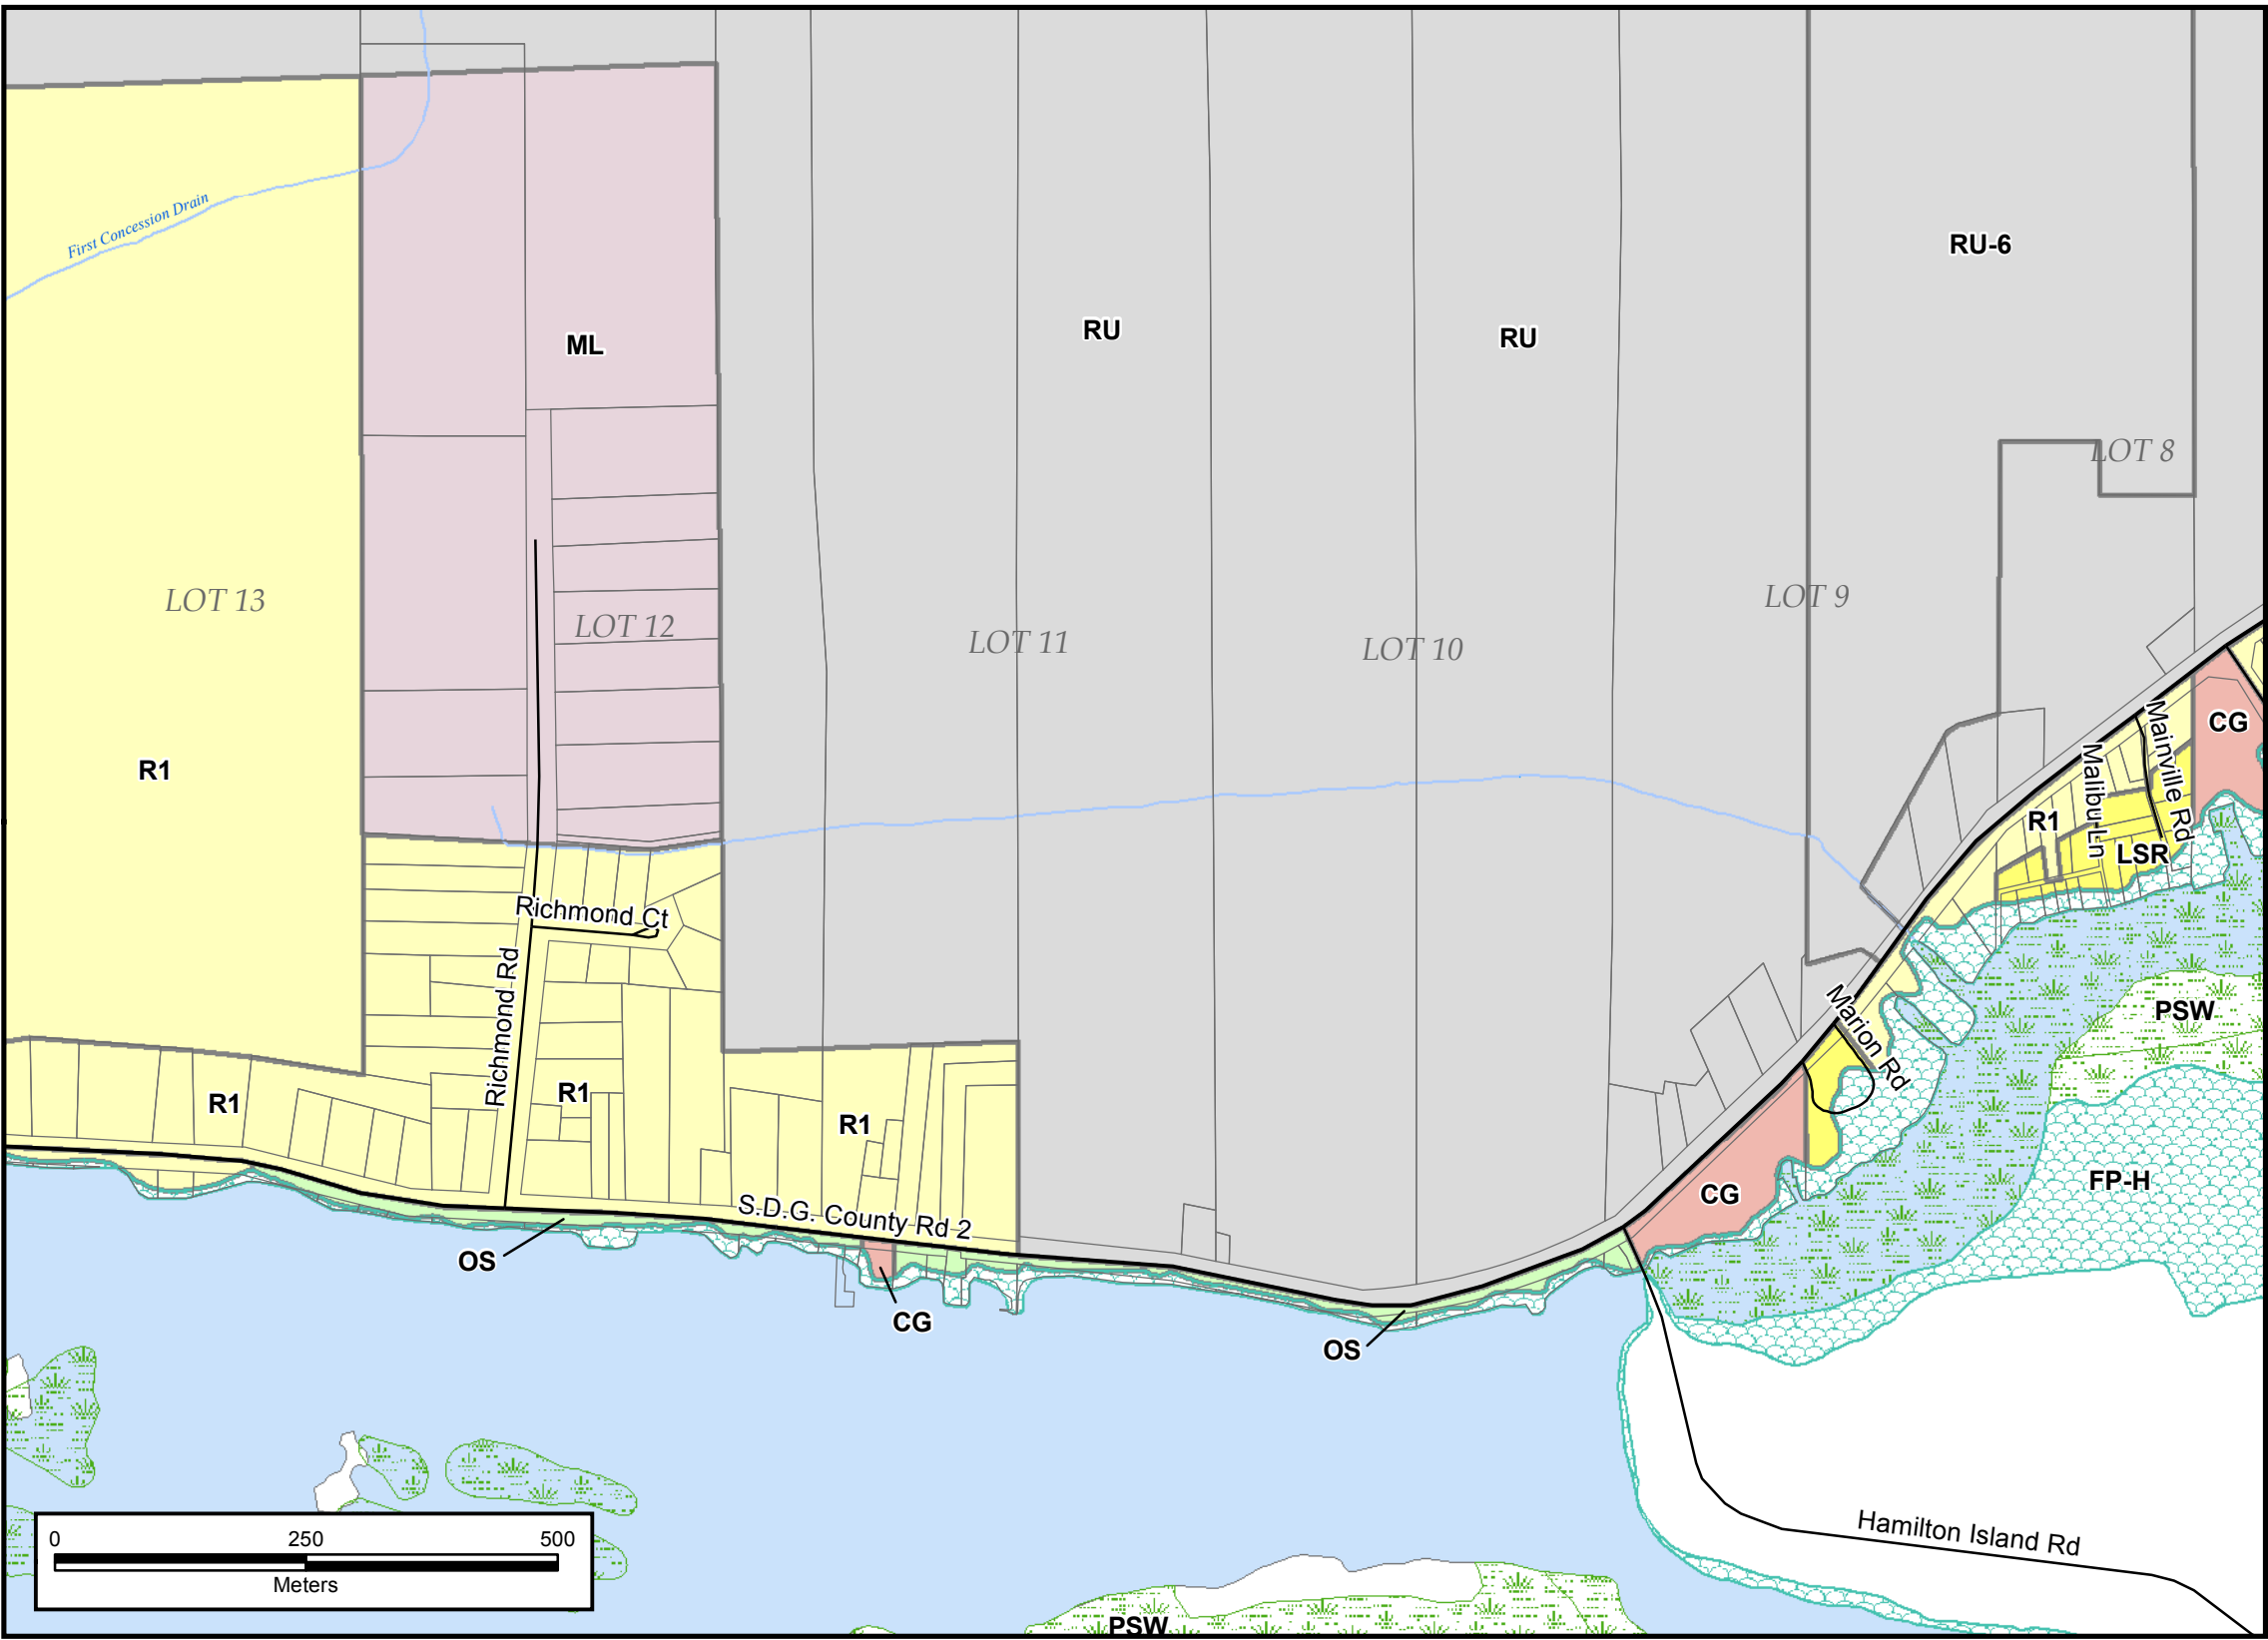 First Concession Drain
RU-6
ML
RU
RU
LOT 8
LOT 13
LOT 12
LOT 11
LOT 10
LOT 9
R1
CG
Mainville Rd
Malibu Ln
R1
LSR
Richmond Ct
Richmond Rd
Marion Rd
PSW
R1
R1
R1
FP-H
CG
S.D.G. County Rd 2
OS
CG
OS
Hamilton Island Rd
0 250 500
Meters
PSW